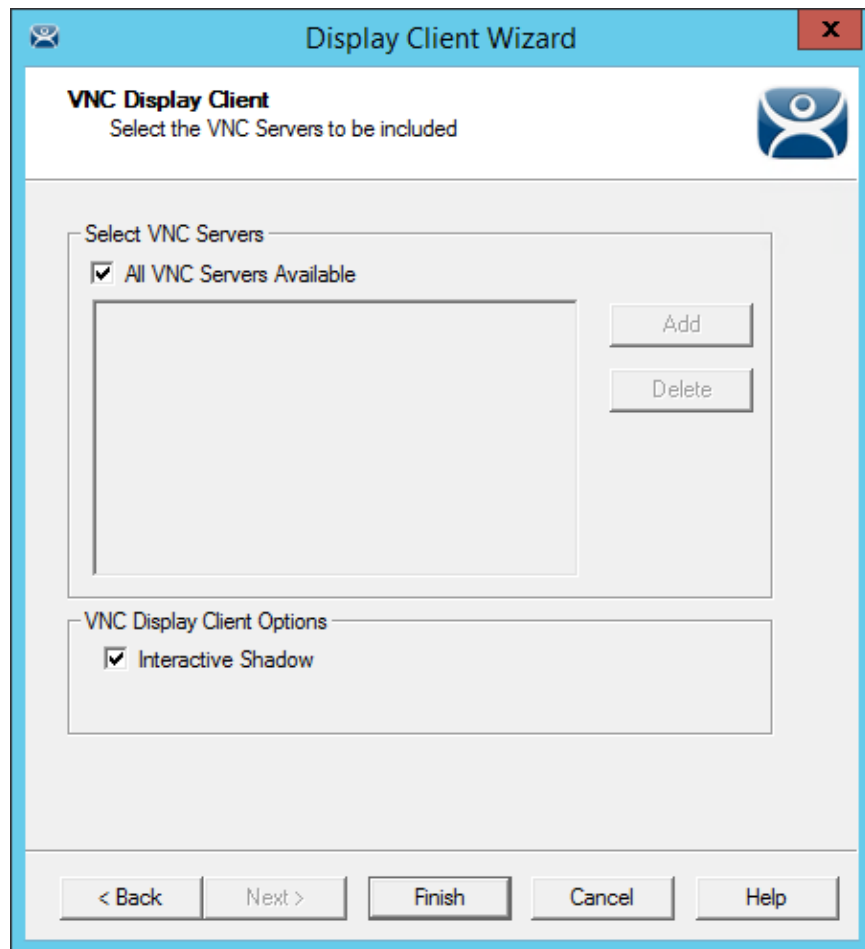 Display Client Wizard
x
VNC Display Client
Select the VNC Servers to be included
Select VNC Servers
All VNC Servers Available
Add
Delete
VNC Display Client Options
Interactive Shadow
< Back
Next >
Finish
Cancel
Help